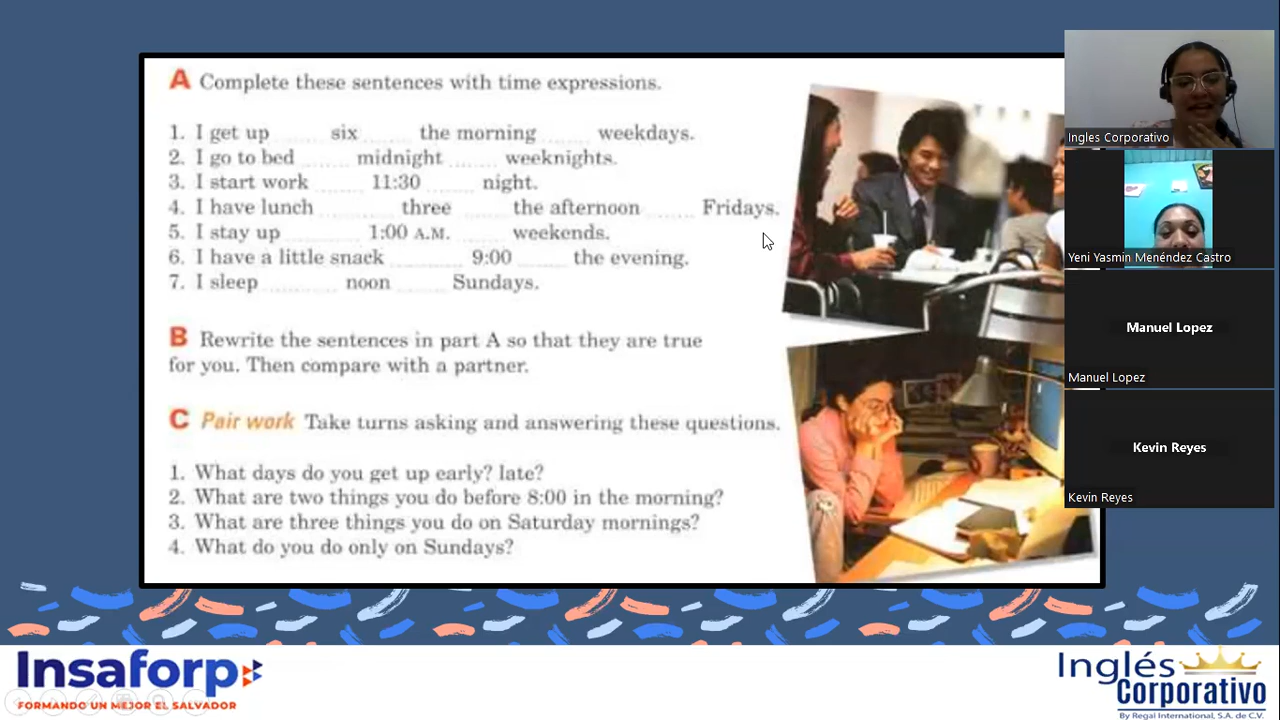 A Complete these sentences with time expressions.
1. I get up ...... six ...... the morning ...... weekdays.
2. I go to bed ...... midnight ...... weeknights.
3. I start work ...... 11:30 ...... night.
4. I have lunch ...... three ...... the afternoon ...... Fridays.
5. I stay up ...... 1:00 A.M. ...... weekends.
6. I have a little snack ...... 9:00 ...... the evening.
7. I sleep ...... noon ...... Sundays.
B Rewrite the sentences in part A so that they are true
for you. Then compare with a partner.
C Pair work Take turns asking and answering these questions.
1. What days do you get up early? late?
2. What are two things you do before 8:00 in the morning?
3. What are three things you do on Saturday mornings?
4. What do you do only on Sundays?
Ingles Corporativo
Yeni Yasmin Menéndez Castro
Manuel Lopez
Manuel Lopez
Kevin Reyes
Kevin Reyes
Insaforp
FORMANDO UN MEJOR EL SALVADOR
Inglés
Corporativo
By Regal International, S.A. de C.V.